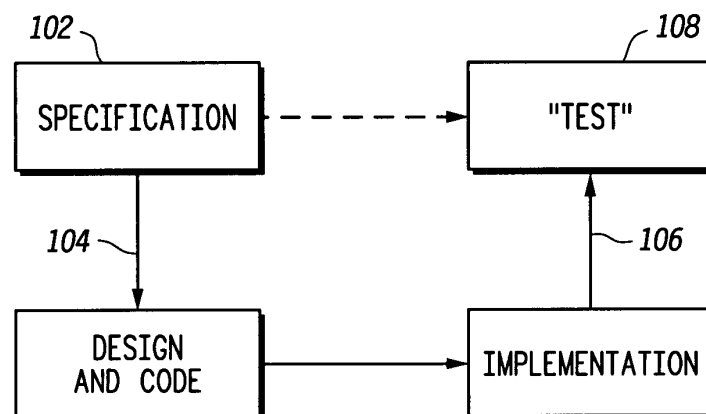 102
108
SPECIFICATION
"TEST"
104
106
DESIGN
AND CODE
IMPLEMENTATION